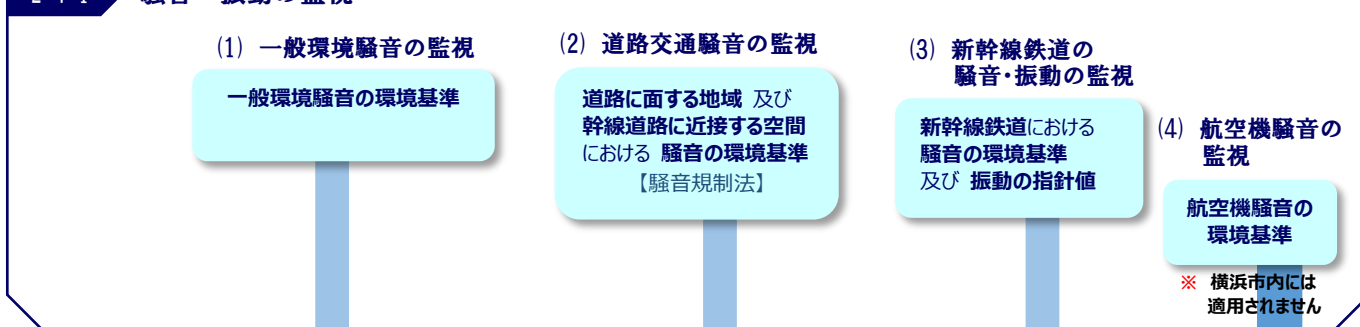 (1) 一般環境騒音の監視
一般環境騒音の環境基準
(2) 道路交通騒音の監視
道路に面する地域 及び
幹線道路に近接する空間
における 騒音の環境基準
【騒音規制法】
(3) 新幹線鉄道の
騒音・振動の監視
新幹線鉄道における
騒音の環境基準
及び 振動の指針値
(4) 航空機騒音の
監視
航空機騒音の
環境基準
※ 横浜市内には
適用されません